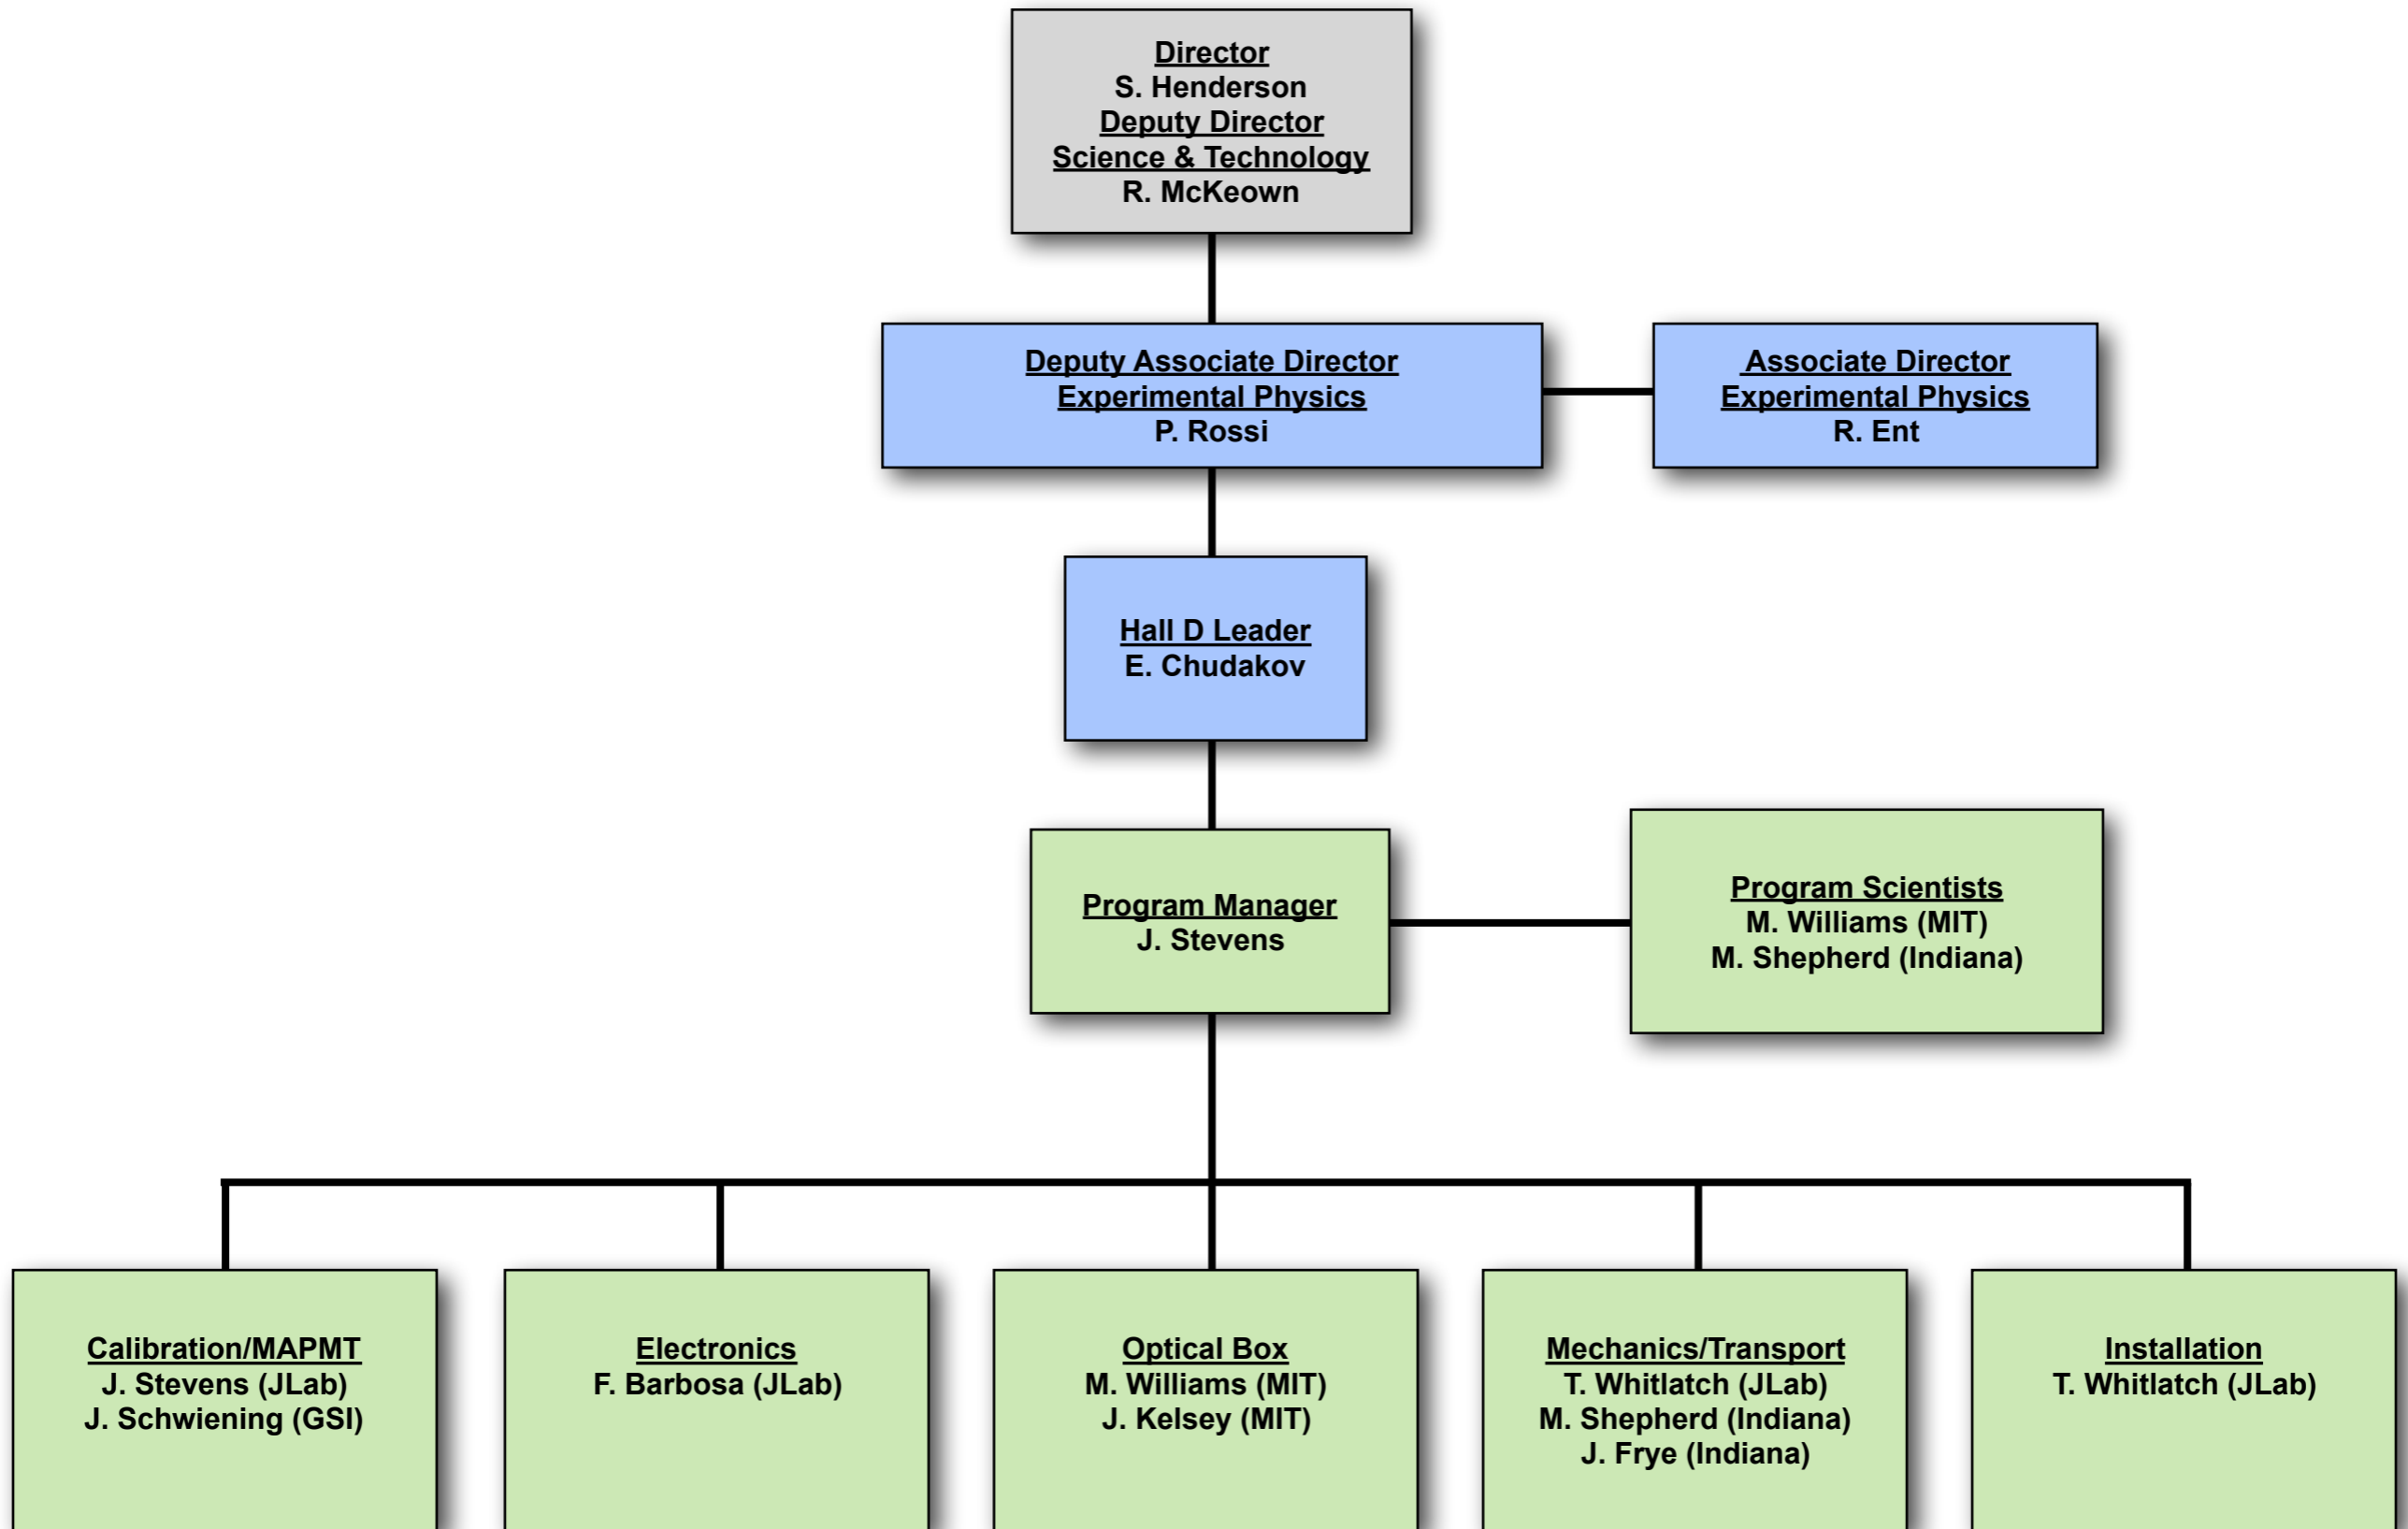 Director
S. Henderson
Deputy Director
Science & Technology
R. McKeown
Deputy Associate Director
Experimental Physics
P. Rossi
Associate Director
Experimental Physics
R. Ent
Hall D Leader
E. Chudakov
Program Manager
J. Stevens
Program Scientists
M. Williams (MIT)
M. Shepherd (Indiana)
Calibration/MAPMT
J. Stevens (JLab)
J. Schwiening (GSI)
Electronics
F. Barbosa (JLab)
Optical Box
M. Williams (MIT)
J. Kelsey (MIT)
Mechanics/Transport
T. Whitlatch (JLab)
M. Shepherd (Indiana)
J. Frye (Indiana)
Installation
T. Whitlatch (JLab)